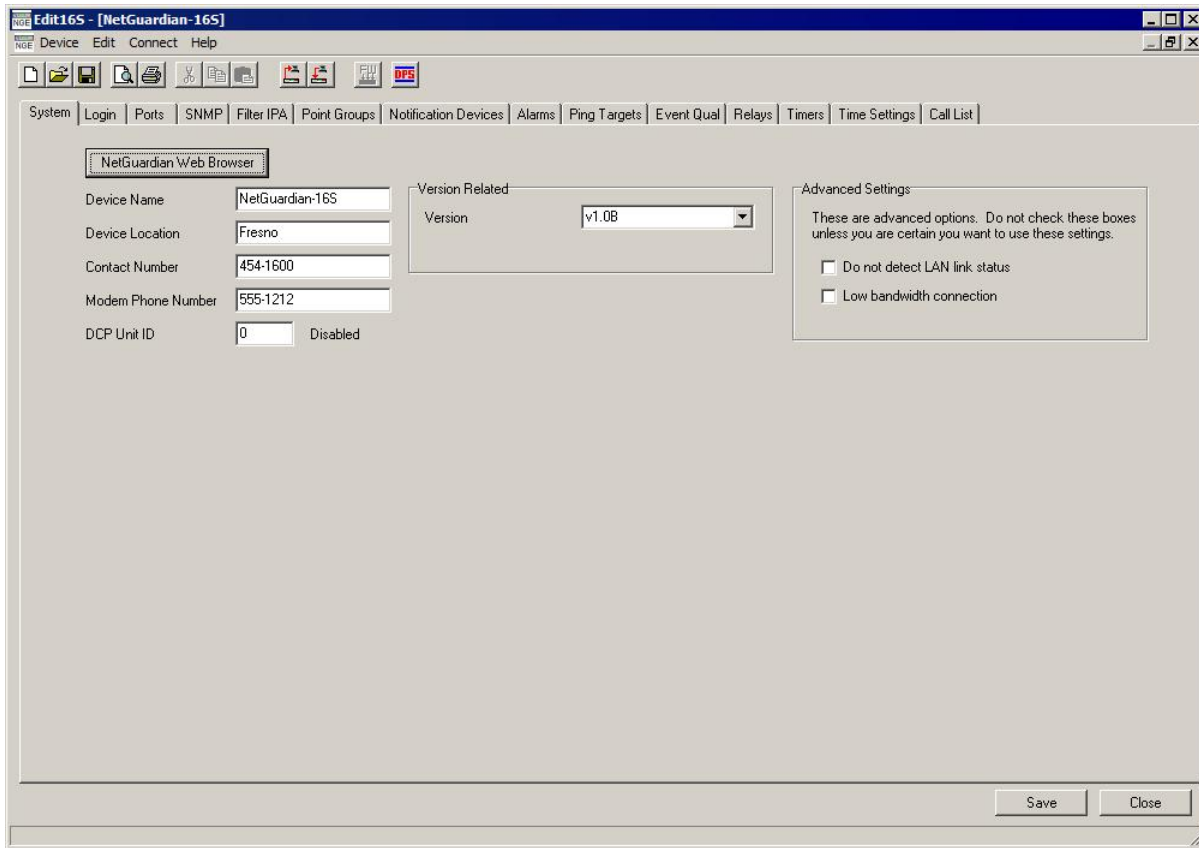 Edit16S - [NetGuardian-16S]
Device Edit Connect Help
DPS
System Login Ports SNMP Filter IPA Point Groups Notification Devices Alarms Ping Targets Event Qual Relays Timers Time Settings Call List
NetGuardian Web Browser
Device Name NetGuardian-16S
Device Location Fresno
Contact Number 454-1600
Modem Phone Number 555-1212
DCP Unit ID 0 Disabled
Version Related
Version v1.0B
Advanced Settings
These are advanced options. Do not check these boxes
unless you are certain you want to use these settings.
Do not detect LAN link status
Low bandwidth connection
Save Close